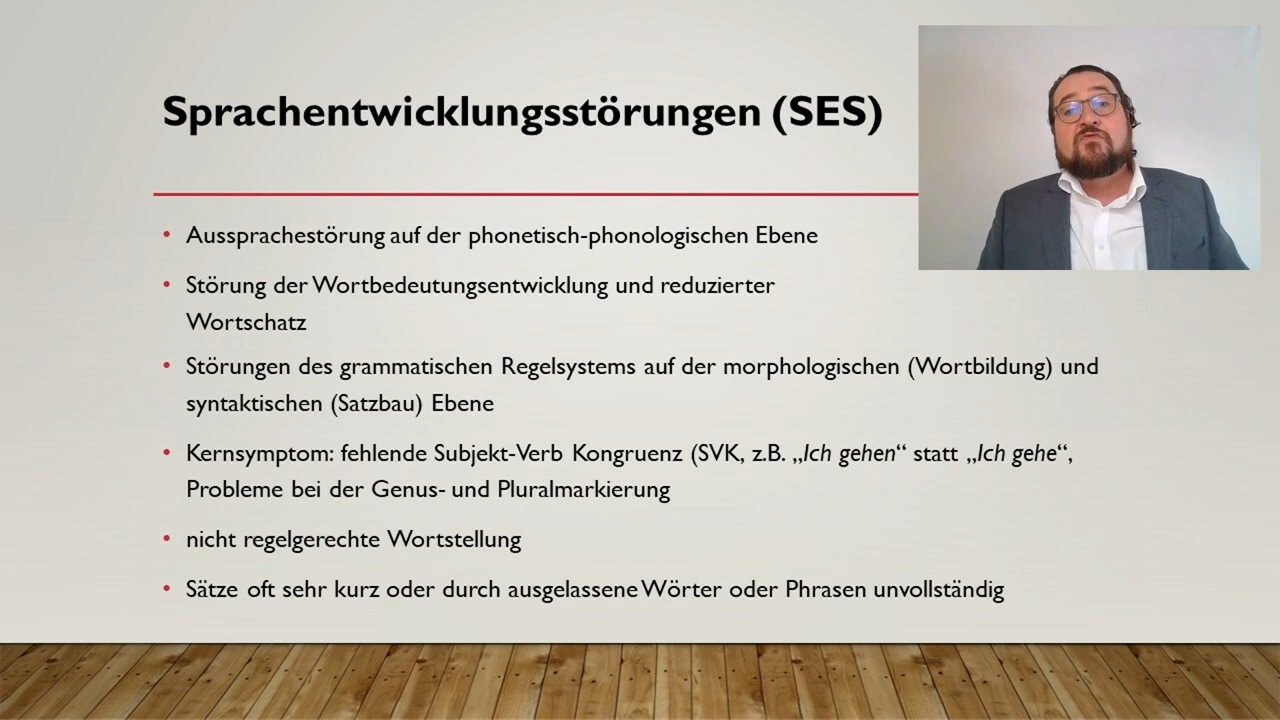 Sprachentwicklungsstörungen (SES)
• Aussprachestörung auf der phonetisch-phonologischen Ebene
• Störung der Wortbedeutungsentwicklung und reduzierter
Wortschatz
• Störungen des grammatischen Regelsystems auf der morphologischen (Wortbildung) und
syntaktischen (Satzbau) Ebene
• Kernsymptom: fehlende Subjekt-Verb Kongruenz (SVK, z.B. „Ich gehen“ statt „Ich gehe“,
Probleme bei der Genus- und Pluralmarkierung
• nicht regelgerechte Wortstellung
• Sätze oft sehr kurz oder durch ausgelassene Wörter oder Phrasen unvollständig